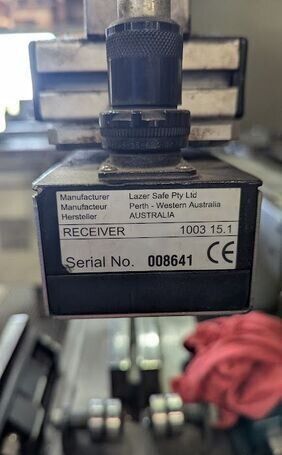 Manufacturer Lazer Safe Pty Ltd
Manufacteur Perth - Western Australia
Hersteller AUSTRALIA
RECEIVER 1003 15.1
Serial No. 008641 CE